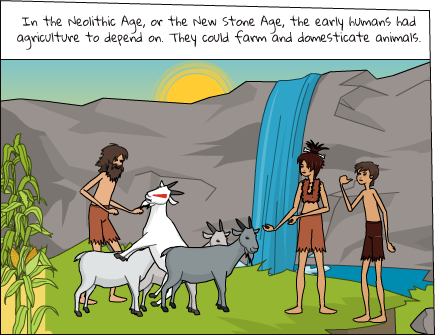 In the Neolithic Age, or the New Stone Age, the early humans had
agriculture to depend on. They could farm and domesticate animals.